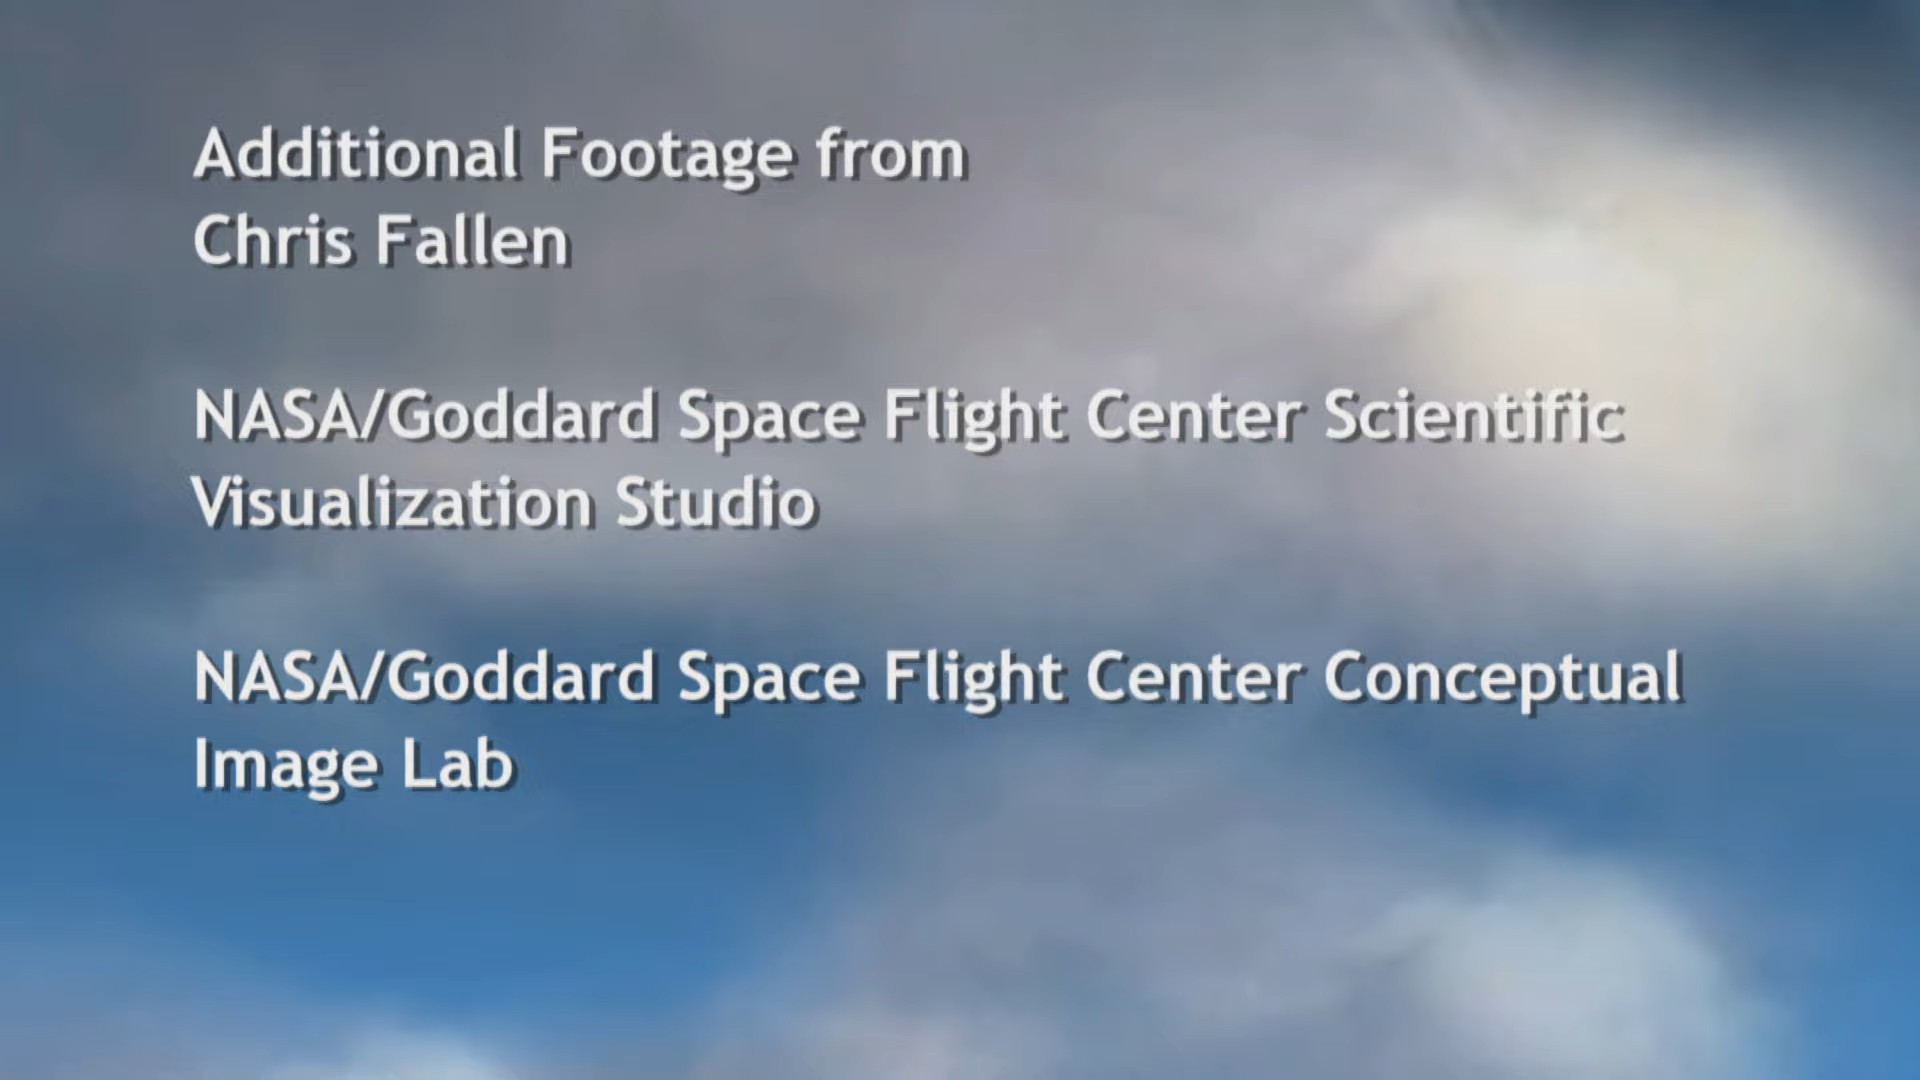 Additional Footage from
Chris Fallen
NASA/Goddard Space Flight Center Scientific
Visualization Studio
NASA/Goddard Space Flight Center Conceptual
Image Lab